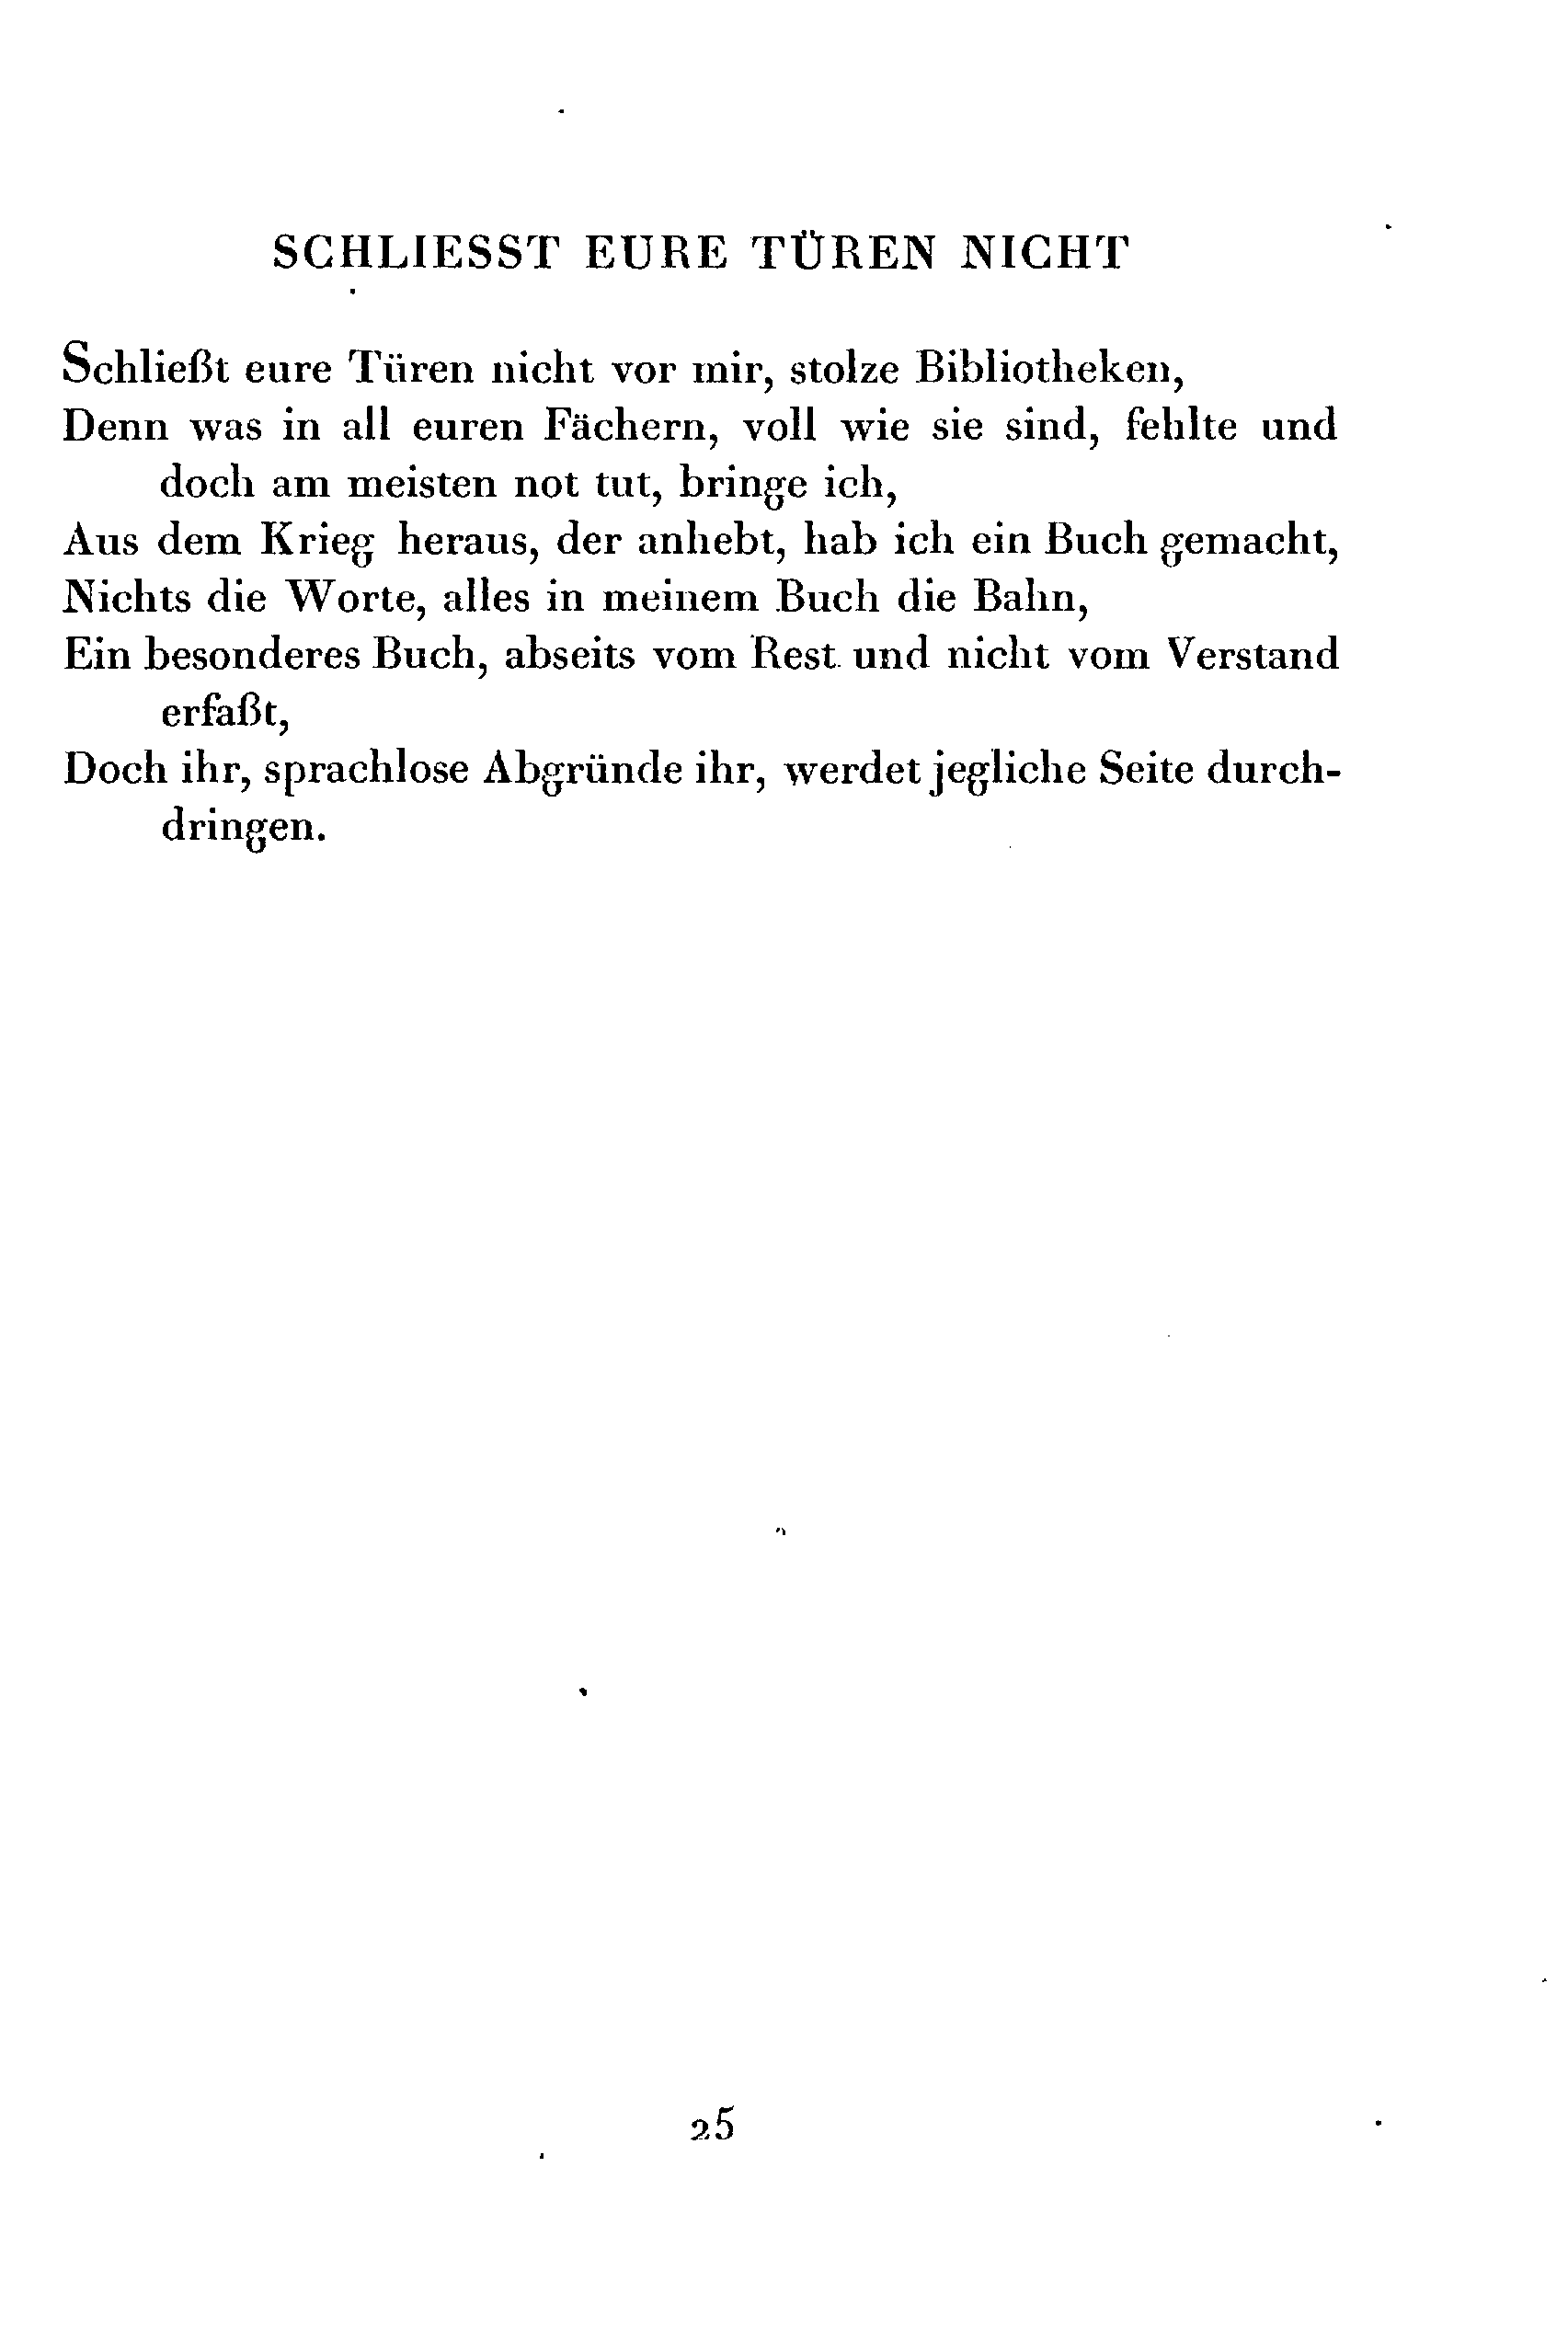 SCHLIESST EURE TÜREN NICHT
Schließt eure Türen nicht vor mir, stolze Bibliotheken,
Denn was in all euren Fächern, voll wie sie sind, fehlte und
doch am meisten not tut, bringe ich,
Aus dem Krieg heraus, der anhebt, hab ich ein Buch gemacht,
Nichts die Worte, alles in meinem Buch die Bahn,
Ein besonderes Buch, abseits vom Rest und nicht vom Verstand
erfaßt,
Doch ihr, sprachlose Abgründe ihr, werdet jegliche Seite durch-
dringen.
25